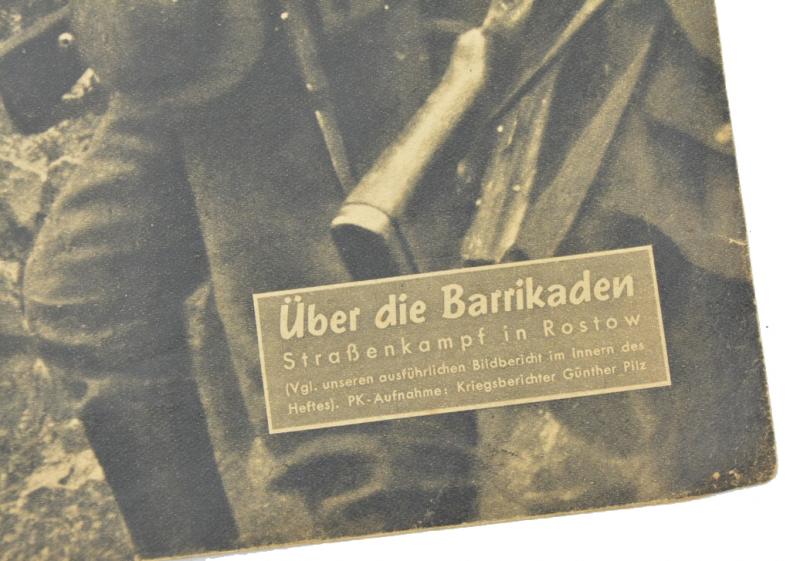 Über die Barrikaden
Straßenkampf in Rostow
(Vgl. unseren ausführlichen Bildbericht im Innern des
Heftes). PK-Aufnahme: Kriegsberichter Günther Pilz